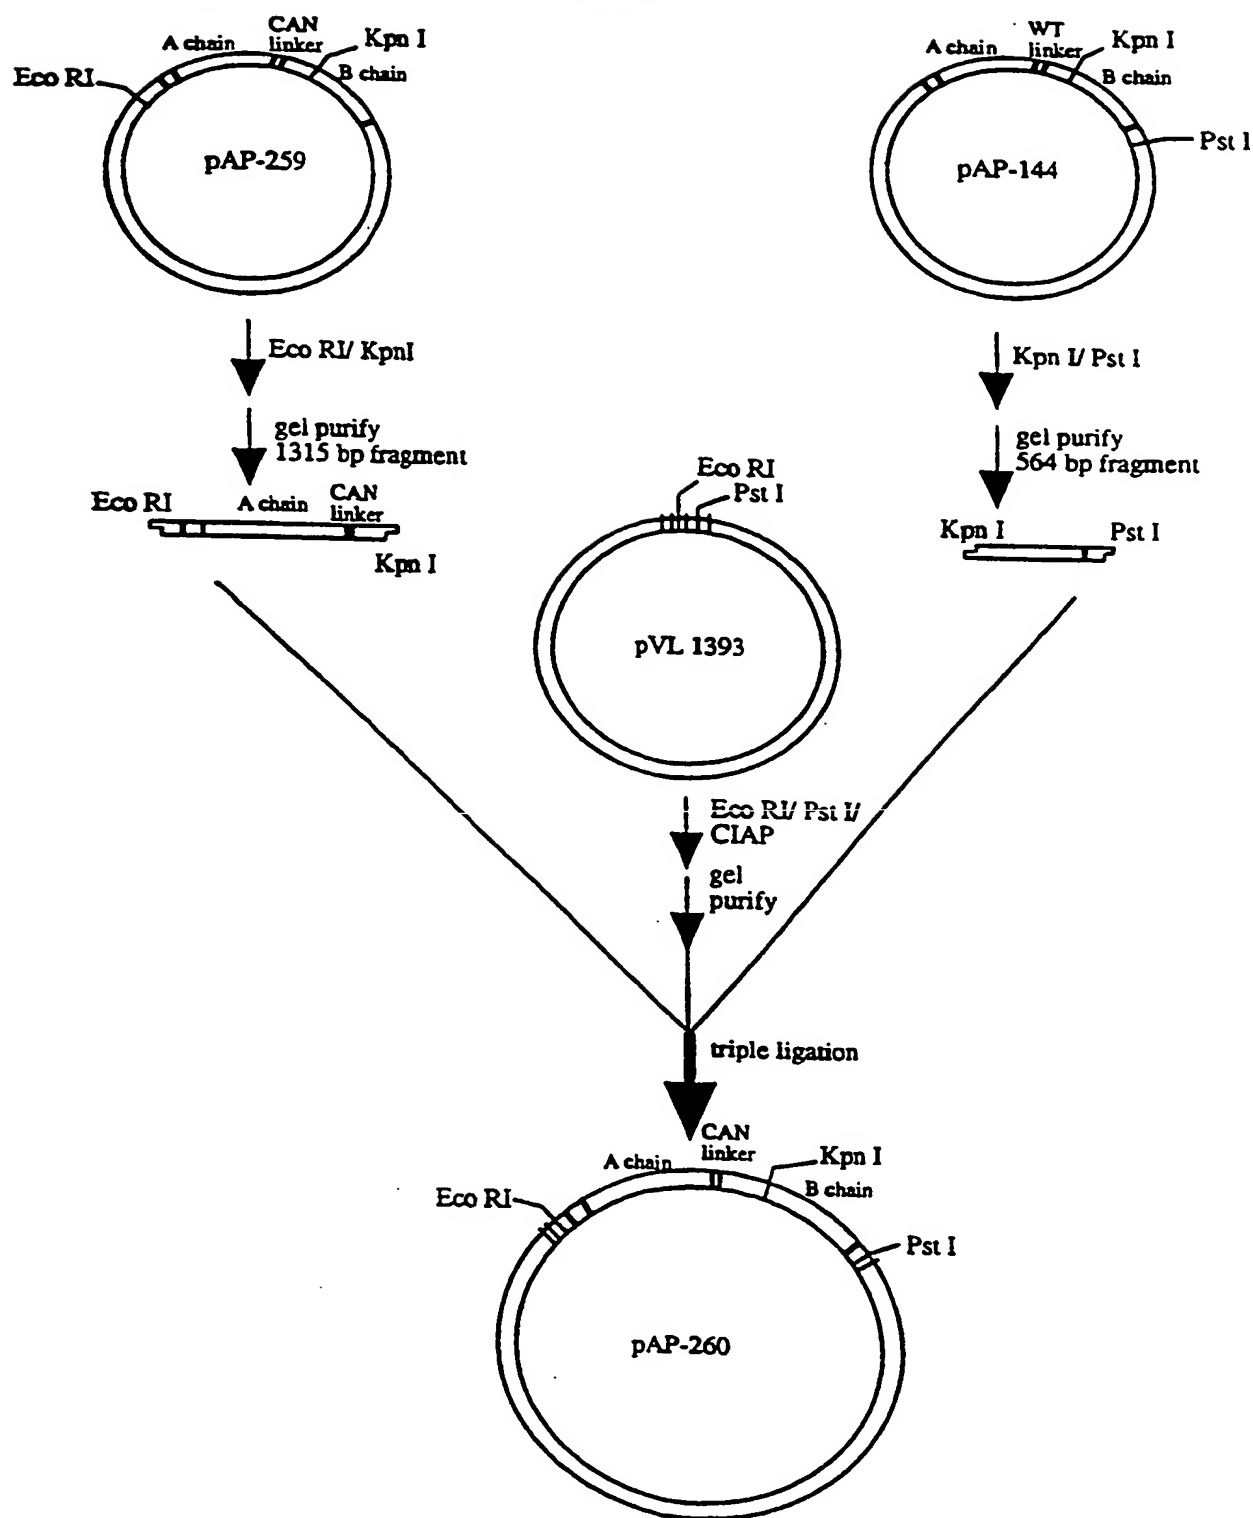 CAN
linker
A chain
Kpn I
B chain
Eco RI
pAP-259
WT
linker
A chain
Kpn I
B chain
Pst I
pAP-144
Eco RI/ KpnI
gel purify
1315 bp fragment
Kpn I/ Pst I
gel purify
564 bp fragment
Eco RI
A chain
CAN
linker
Kpn I
Eco RI
Pst I
Kpn I
Pst I
pVL 1393
Eco RI/ Pst I/
CIAP
gel
purify
triple ligation
CAN
linker
A chain
Kpn I
B chain
Eco RI
Pst I
pAP-260